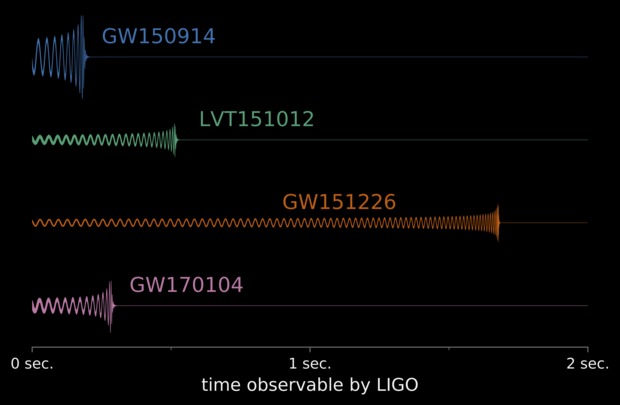 GW150914
LVT151012
GW151226
GW170104
0 sec. 1 sec. 2 sec.
time observable by LIGO